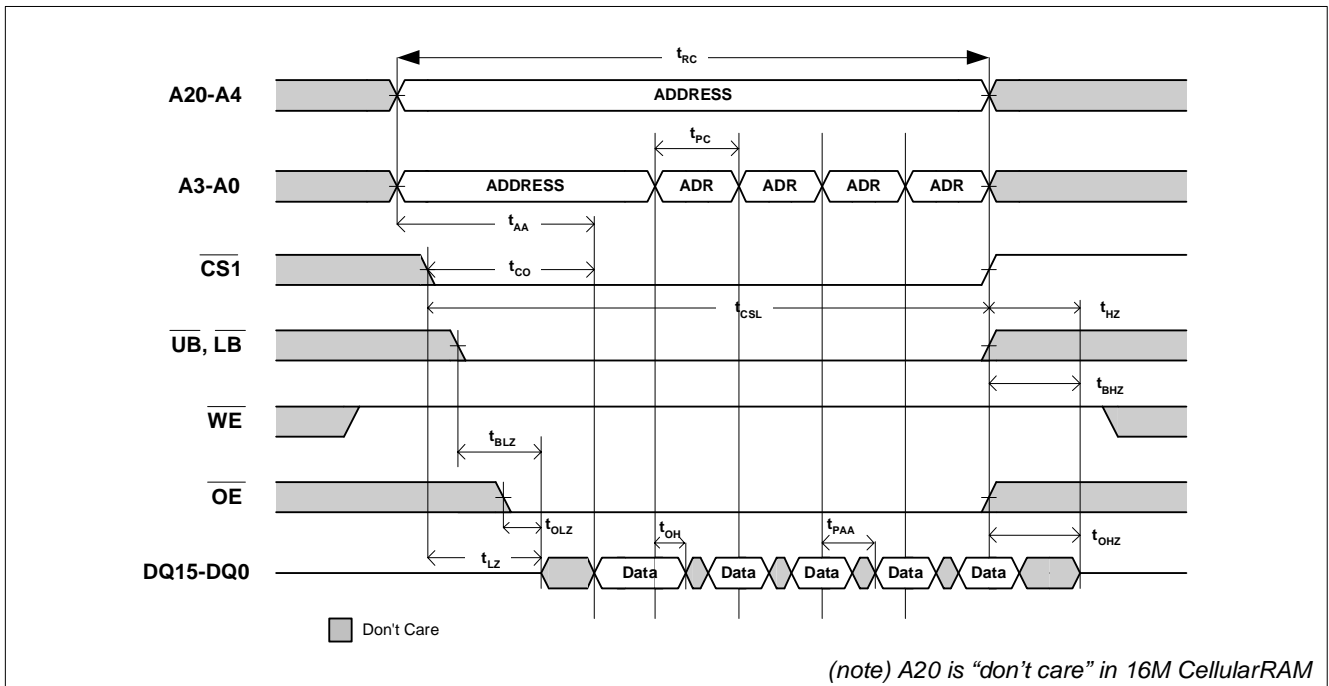 tRC
A20-A4 ADDRESS
tPC
A3-A0 ADDRESS ADR ADR ADR ADR
tAA
CS1 tCO
tCSL tHZ
UB, LB
tBHZ
WE
tBLZ
OE
tOLZ tOH tPAA tOHZ
tLZ
DQ15-DQ0 Data Data Data Data Data
Don't Care
(note) A20 is “don’t care” in 16M CellularRAM